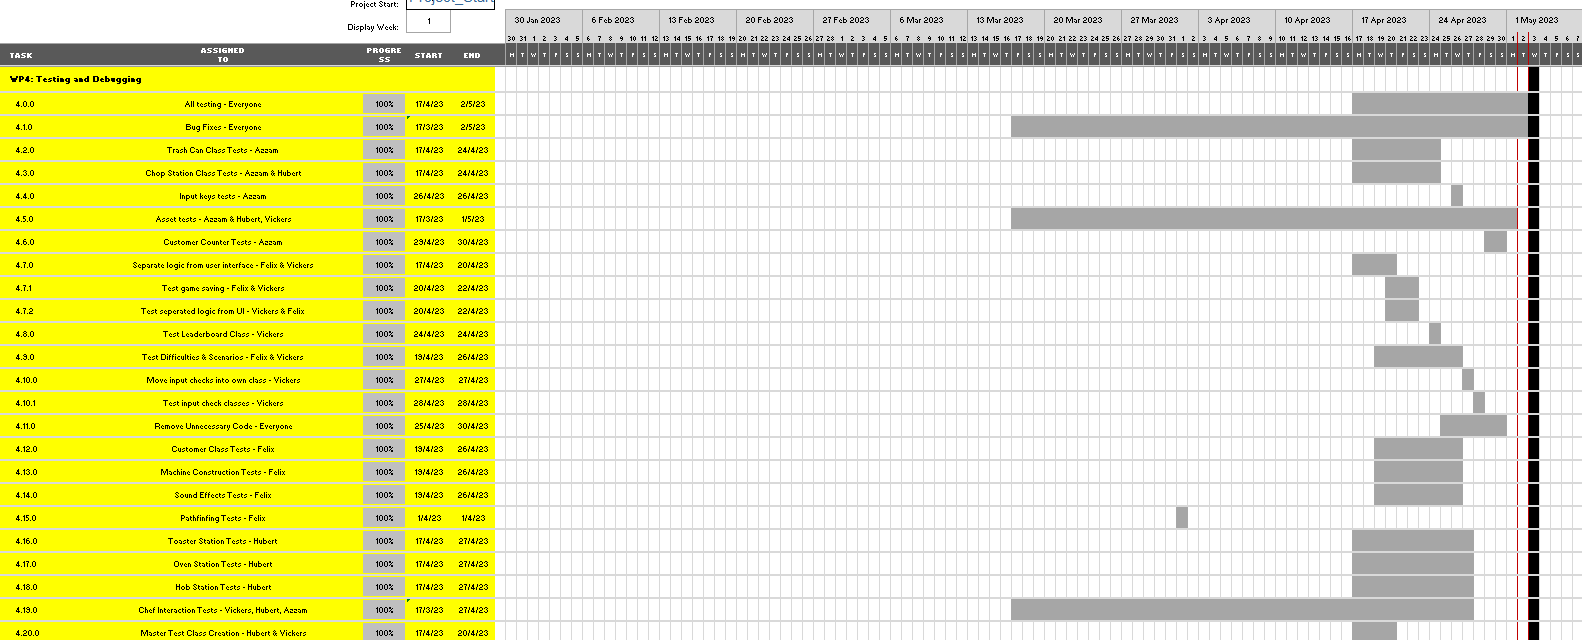 Project Start: Project_Start
Display Week: 1
30 Jan 2023 6 Feb 2023 13 Feb 2023 20 Feb 2023 27 Feb 2023 6 Mar 2023 13 Mar 2023 20 Mar 2023 27 Mar 2023 3 Apr 2023 10 Apr 2023 17 Apr 2023 24 Apr 2023 1 May 2023
30 31 1 2 3 4 5 6 7 8 9 10 11 12 13 14 15 16 17 18 19 20 21 22 23 24 25 26 27 28 1 2 3 4 5 6 7 8 9 10 11 12 13 14 15 16 17 18 19 20 21 22 23 24 25 26 27 28 29 30 31 1 2 3 4 5 6 7 8 9 10 11 12 13 14 15 16 17 18 19 20 21 22 23 24 25 26 27 28 29 30 1 2 3 4 5 6 7
TASK ASSIGNED TO PROGRESS START END M T W T F S S M T W T F S S M T W T F S S M T W T F S S M T W T F S S M T W T F S S M T W T F S S M T W T F S S M T W T F S S M T W T F S S M T W T F S S M T W T F S S M T W T F S S M T W T F S S
WP4: Testing and Debugging
4.0.0 All testing - Everyone 100% 17/4/23 2/5/23
4.1.0 Bug Fixes - Everyone 100% 17/3/23 2/5/23
4.2.0 Trash Can Class Tests - Azzam 100% 17/4/23 24/4/23
4.3.0 Chop Station Class Tests - Azzam & Hubert 100% 17/4/23 24/4/23
4.4.0 Input keys tests - Azzam 100% 26/4/23 26/4/23
4.5.0 Asset tests - Azzam & Hubert, Vickers 100% 17/3/23 1/5/23
4.6.0 Customer Counter Tests - Azzam 100% 29/4/23 30/4/23
4.7.0 Separate logic from user interface - Felix & Vickers 100% 17/4/23 20/4/23
4.7.1 Test game saving - Felix & Vickers 100% 20/4/23 22/4/23
4.7.2 Test seperated logic from UI - Vickers & Felix 100% 20/4/23 22/4/23
4.8.0 Test Leaderboard Class - Vickers 100% 24/4/23 24/4/23
4.9.0 Test Difficulties & Scenarios - Felix & Vickers 100% 19/4/23 26/4/23
4.10.0 Move input checks into own class - Vickers 100% 27/4/23 27/4/23
4.10.1 Test input check classes - Vickers 100% 28/4/23 28/4/23
4.11.0 Remove Unnecessary Code - Everyone 100% 25/4/23 30/4/23
4.12.0 Customer Class Tests - Felix 100% 19/4/23 26/4/23
4.13.0 Machine Construction Tests - Felix 100% 19/4/23 26/4/23
4.14.0 Sound Effects Tests - Felix 100% 19/4/23 26/4/23
4.15.0 Pathfinfing Tests - Felix 100% 1/4/23 1/4/23
4.16.0 Toaster Station Tests - Hubert 100% 17/4/23 27/4/23
4.17.0 Oven Station Tests - Hubert 100% 17/4/23 27/4/23
4.18.0 Hob Station Tests - Hubert 100% 17/4/23 27/4/23
4.19.0 Chef Interaction Tests - Vickers, Hubert, Azzam 100% 17/3/23 27/4/23
4.20.0 Master Test Class Creation - Hubert & Vickers 100% 17/4/23 20/4/23